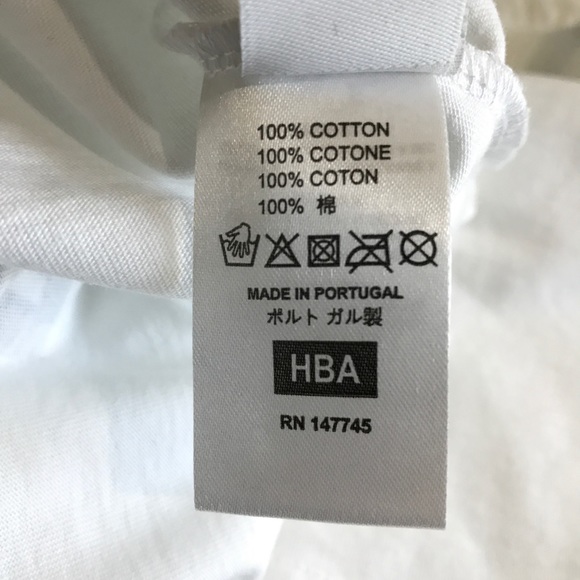 100% COTTON
100% COTONE
100% COTON
100% 棉
MADE IN PORTUGAL
ポルト ガル製
HBA
RN 147745